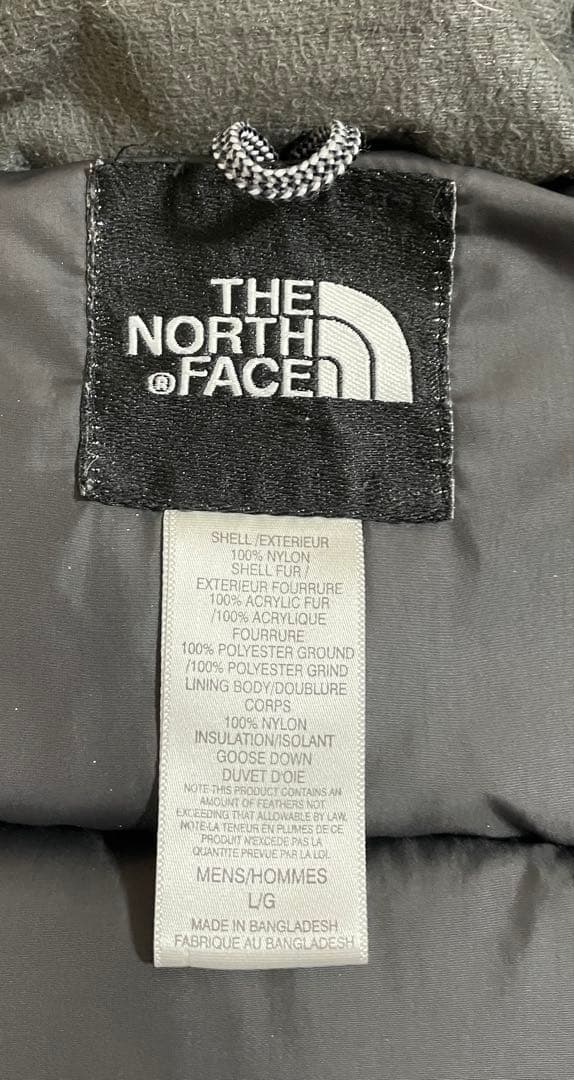 THE
NORTH
® FACE
SHELL /EXTERIEUR
100% NYLON
SHELL FUR /
EXTERIEUR FOURRURE
100% ACRYLIC FUR
/100% ACRYLIQUE
FOURRURE
100% POLYESTER GROUND
/100% POLYESTER GRIND
LINING BODY/DOUBLURE
CORPS
100% NYLON
INSULATION/ISOLANT
GOOSE DOWN
DUVET D'OIE
NOTE:THIS PRODUCT CONTAINS AN
AMOUNT OF FEATHERS NOT
EXCEEDING THAT ALLOWABLE BY LAW.
NOTE:LA TENEUR EN PLUMES DE CE
PRODUIT N'EXCEDE PAS LA
QUANTITE PREVUE PAR LA LOI.
MENS/HOMMES
L/G
MADE IN BANGLADESH
FABRIQUE AU BANGLADESH